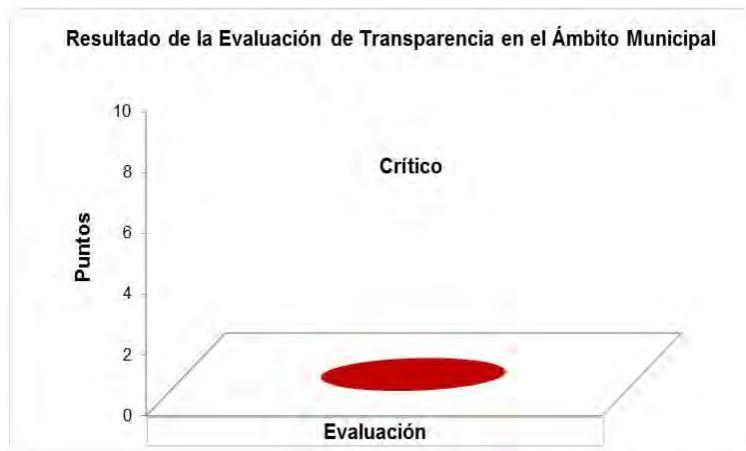 Resultado de la Evaluación de Transparencia en el Ámbito Municipal
10
Crítico
8
6
Puntos
4
2
0
Evaluación